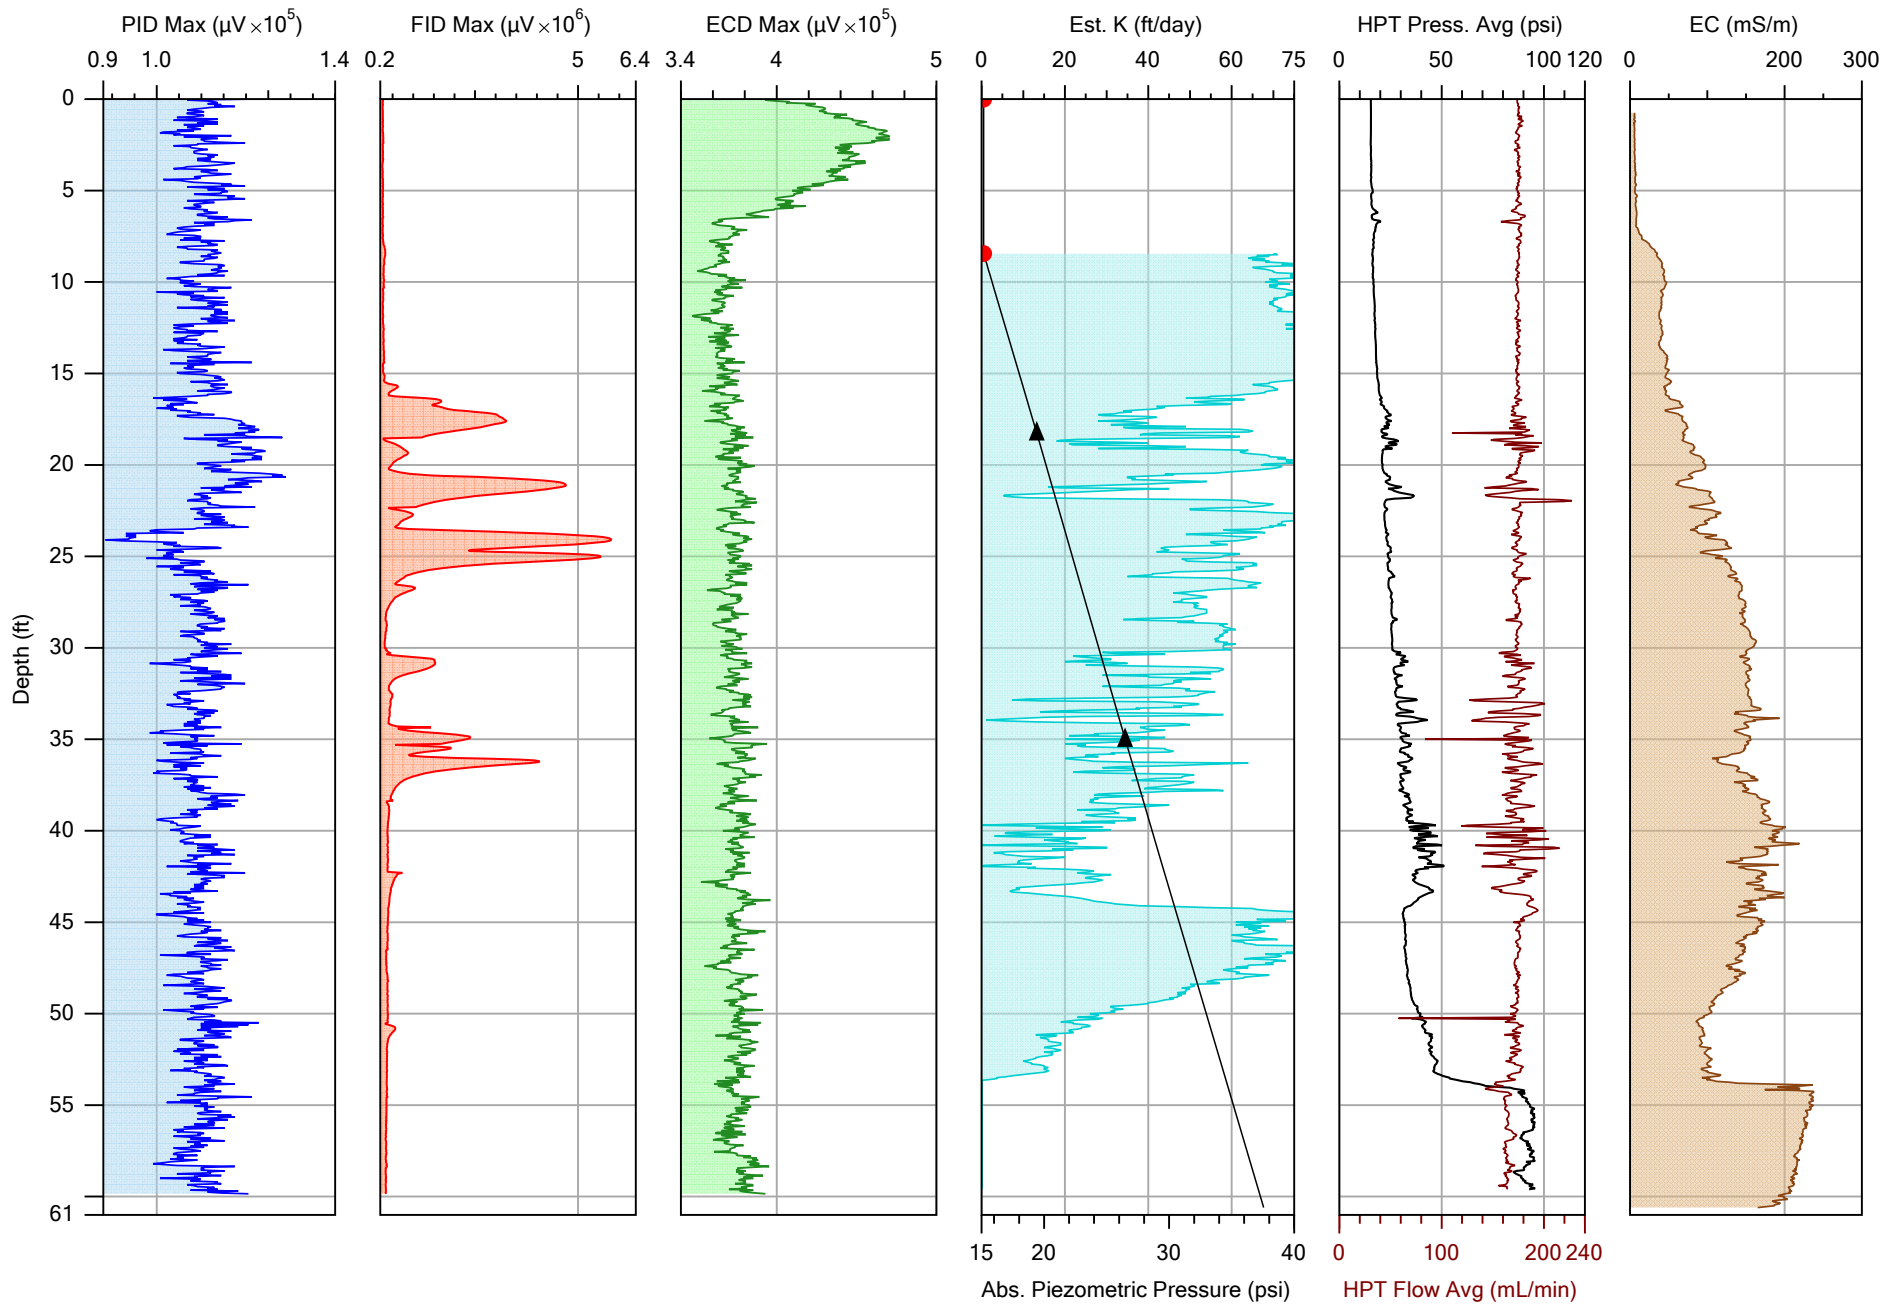 PID Max (µV ×10⁵)
FID Max (µV ×10⁶)
ECD Max (µV ×10⁵)
Est. K (ft/day)
HPT Press. Avg (psi)
EC (mS/m)
0.9 1.0 1.4
0.2 5 6.4
3.4 4 5
0 20 40 60 75
0 50 100 120
0 200 300
0
5
10
15
20
25
30
35
40
45
50
55
61
Depth (ft)
15 20 30 40
0 100 200 240
Abs. Piezometric Pressure (psi)
HPT Flow Avg (mL/min)